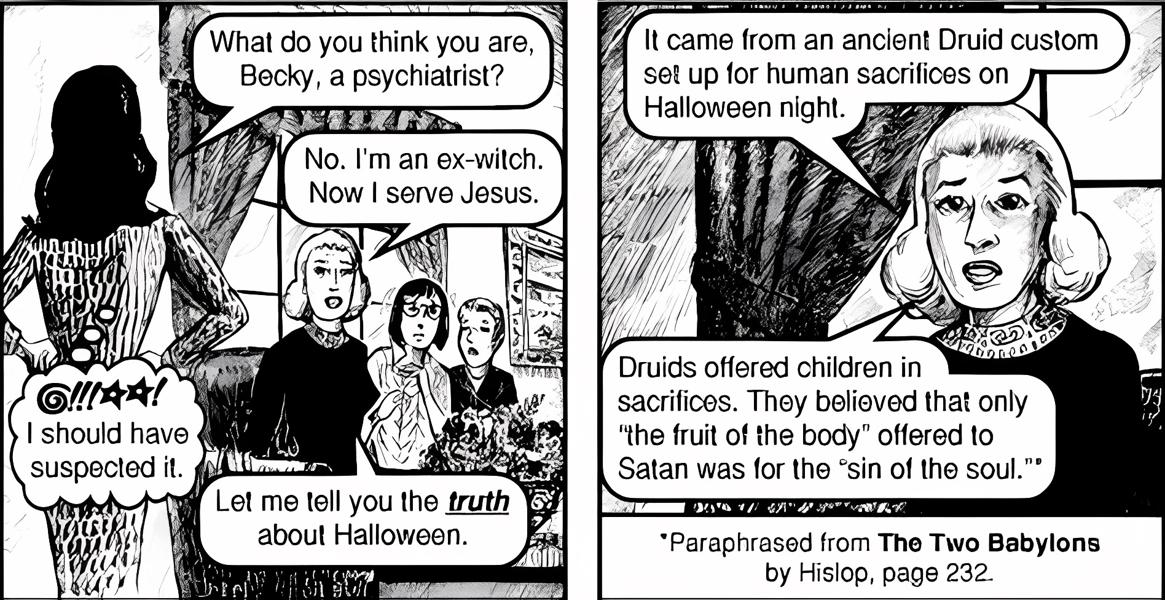 What do you think you are,
Becky, a psychiatrist?
No. I'm an ex-witch.
Now I serve Jesus.
@!!!☆☆!
I should have
suspected it.
Let me tell you the truth
about Halloween.
It came from an ancient Druid custom
set up for human sacrifices on
Halloween night.
Druids offered children in
sacrifices. They believed that only
"the fruit of the body" offered to
Satan was for the "sin of the soul."*
*Paraphrased from The Two Babylons
by Hislop, page 232.